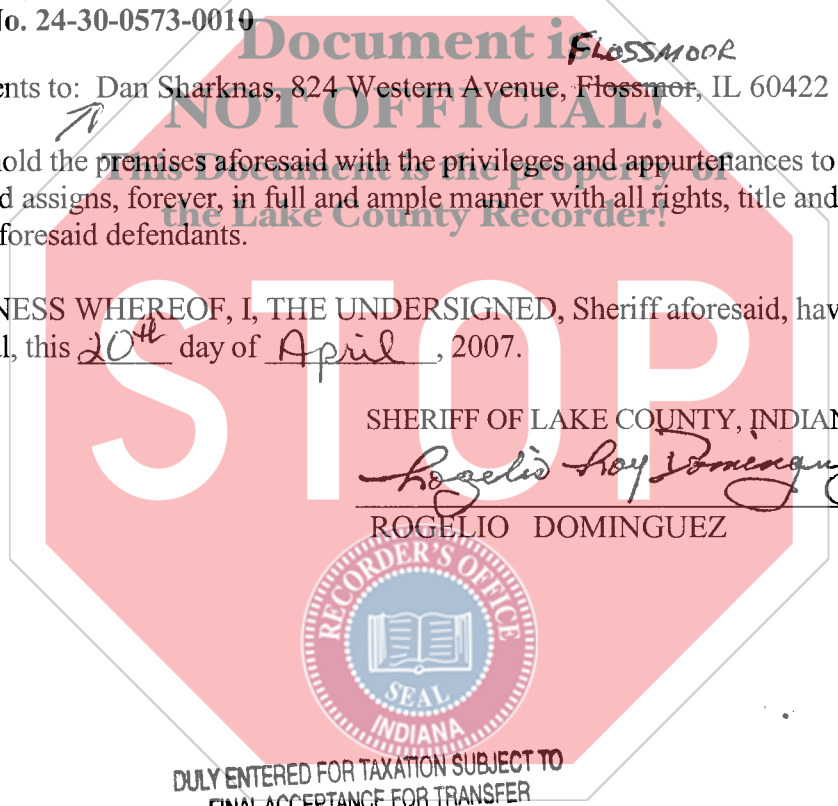 No. 24-30-0573-0010
Document is
FLOSSMOOR
ents to: Dan Sharknas, 824 Western Avenue, Flossmor, IL 60422
NOT OFFICIAL!
old the premises aforesaid with the privileges and appurtenances to
This Document is the property of
d assigns, forever, in full and ample manner with all rights, title and
the Lake County Recorder!
foresaid defendants.
STOP
NESS WHEREOF, I, THE UNDERSIGNED, Sheriff aforesaid, hav
l, this 20th day of April, 2007.
SHERIFF OF LAKE COUNTY, INDIAN
Rogelio Roy Domingu
ROGELIO DOMINGUEZ
RECORDER'S OFFICE
SEAL
INDIANA
DULY ENTERED FOR TAXATION SUBJECT TO
FINAL ACCEPTANCE FOR TRANSFER